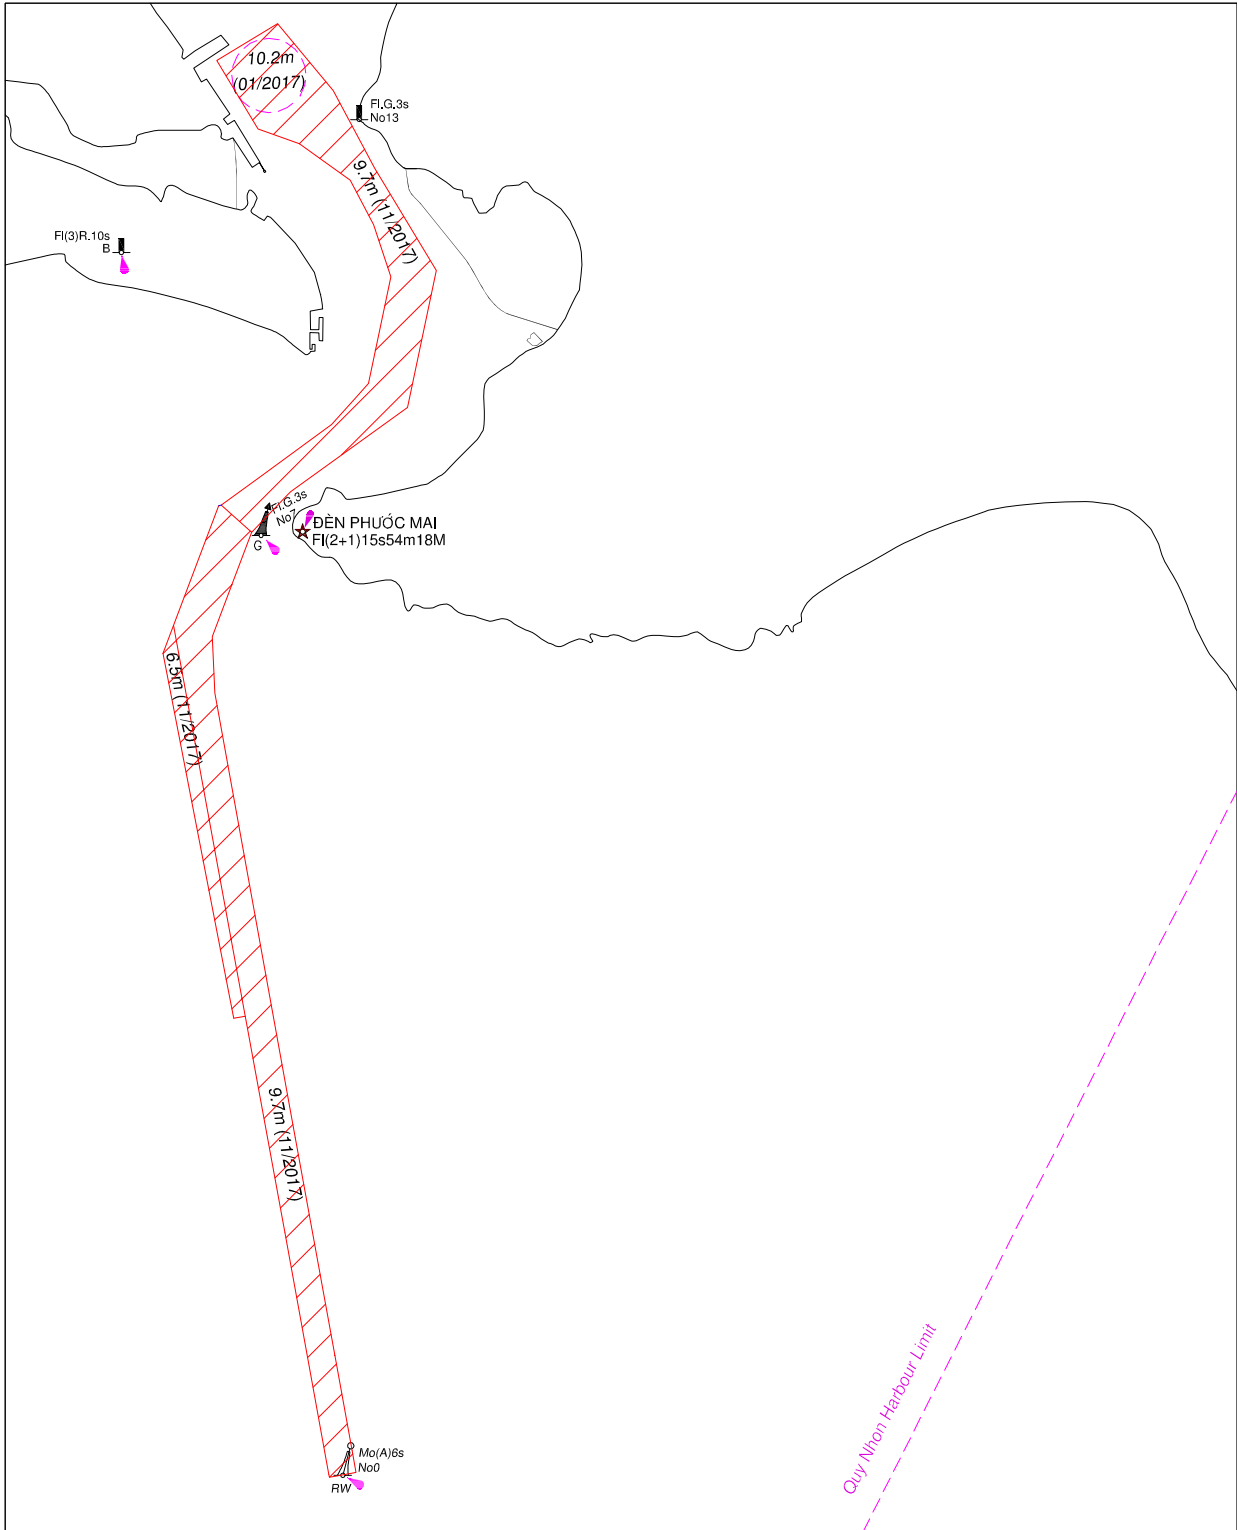 10.2m
(01/2017)
Fl.G.3s
No13
9.7m (11/2017)
Fl(3)R.10s
B
Fl.G.3s
No7
G
ĐÈN PHƯỚC MAI
Fl(2+1)15s54m18M
6.5m (11/2017)
9.7m (11/2017)
Quy Nhon Harbour Limit
Mo(A)6s
No0
RW